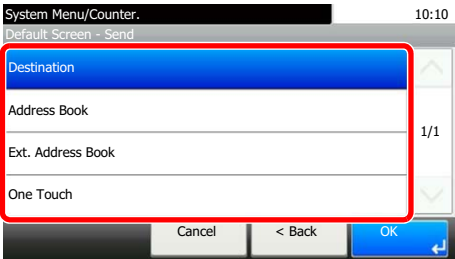 System Menu/Counter. 10:10
Default Screen - Send
Destination
Address Book
1/1
Ext. Address Book
One Touch
Cancel < Back OK